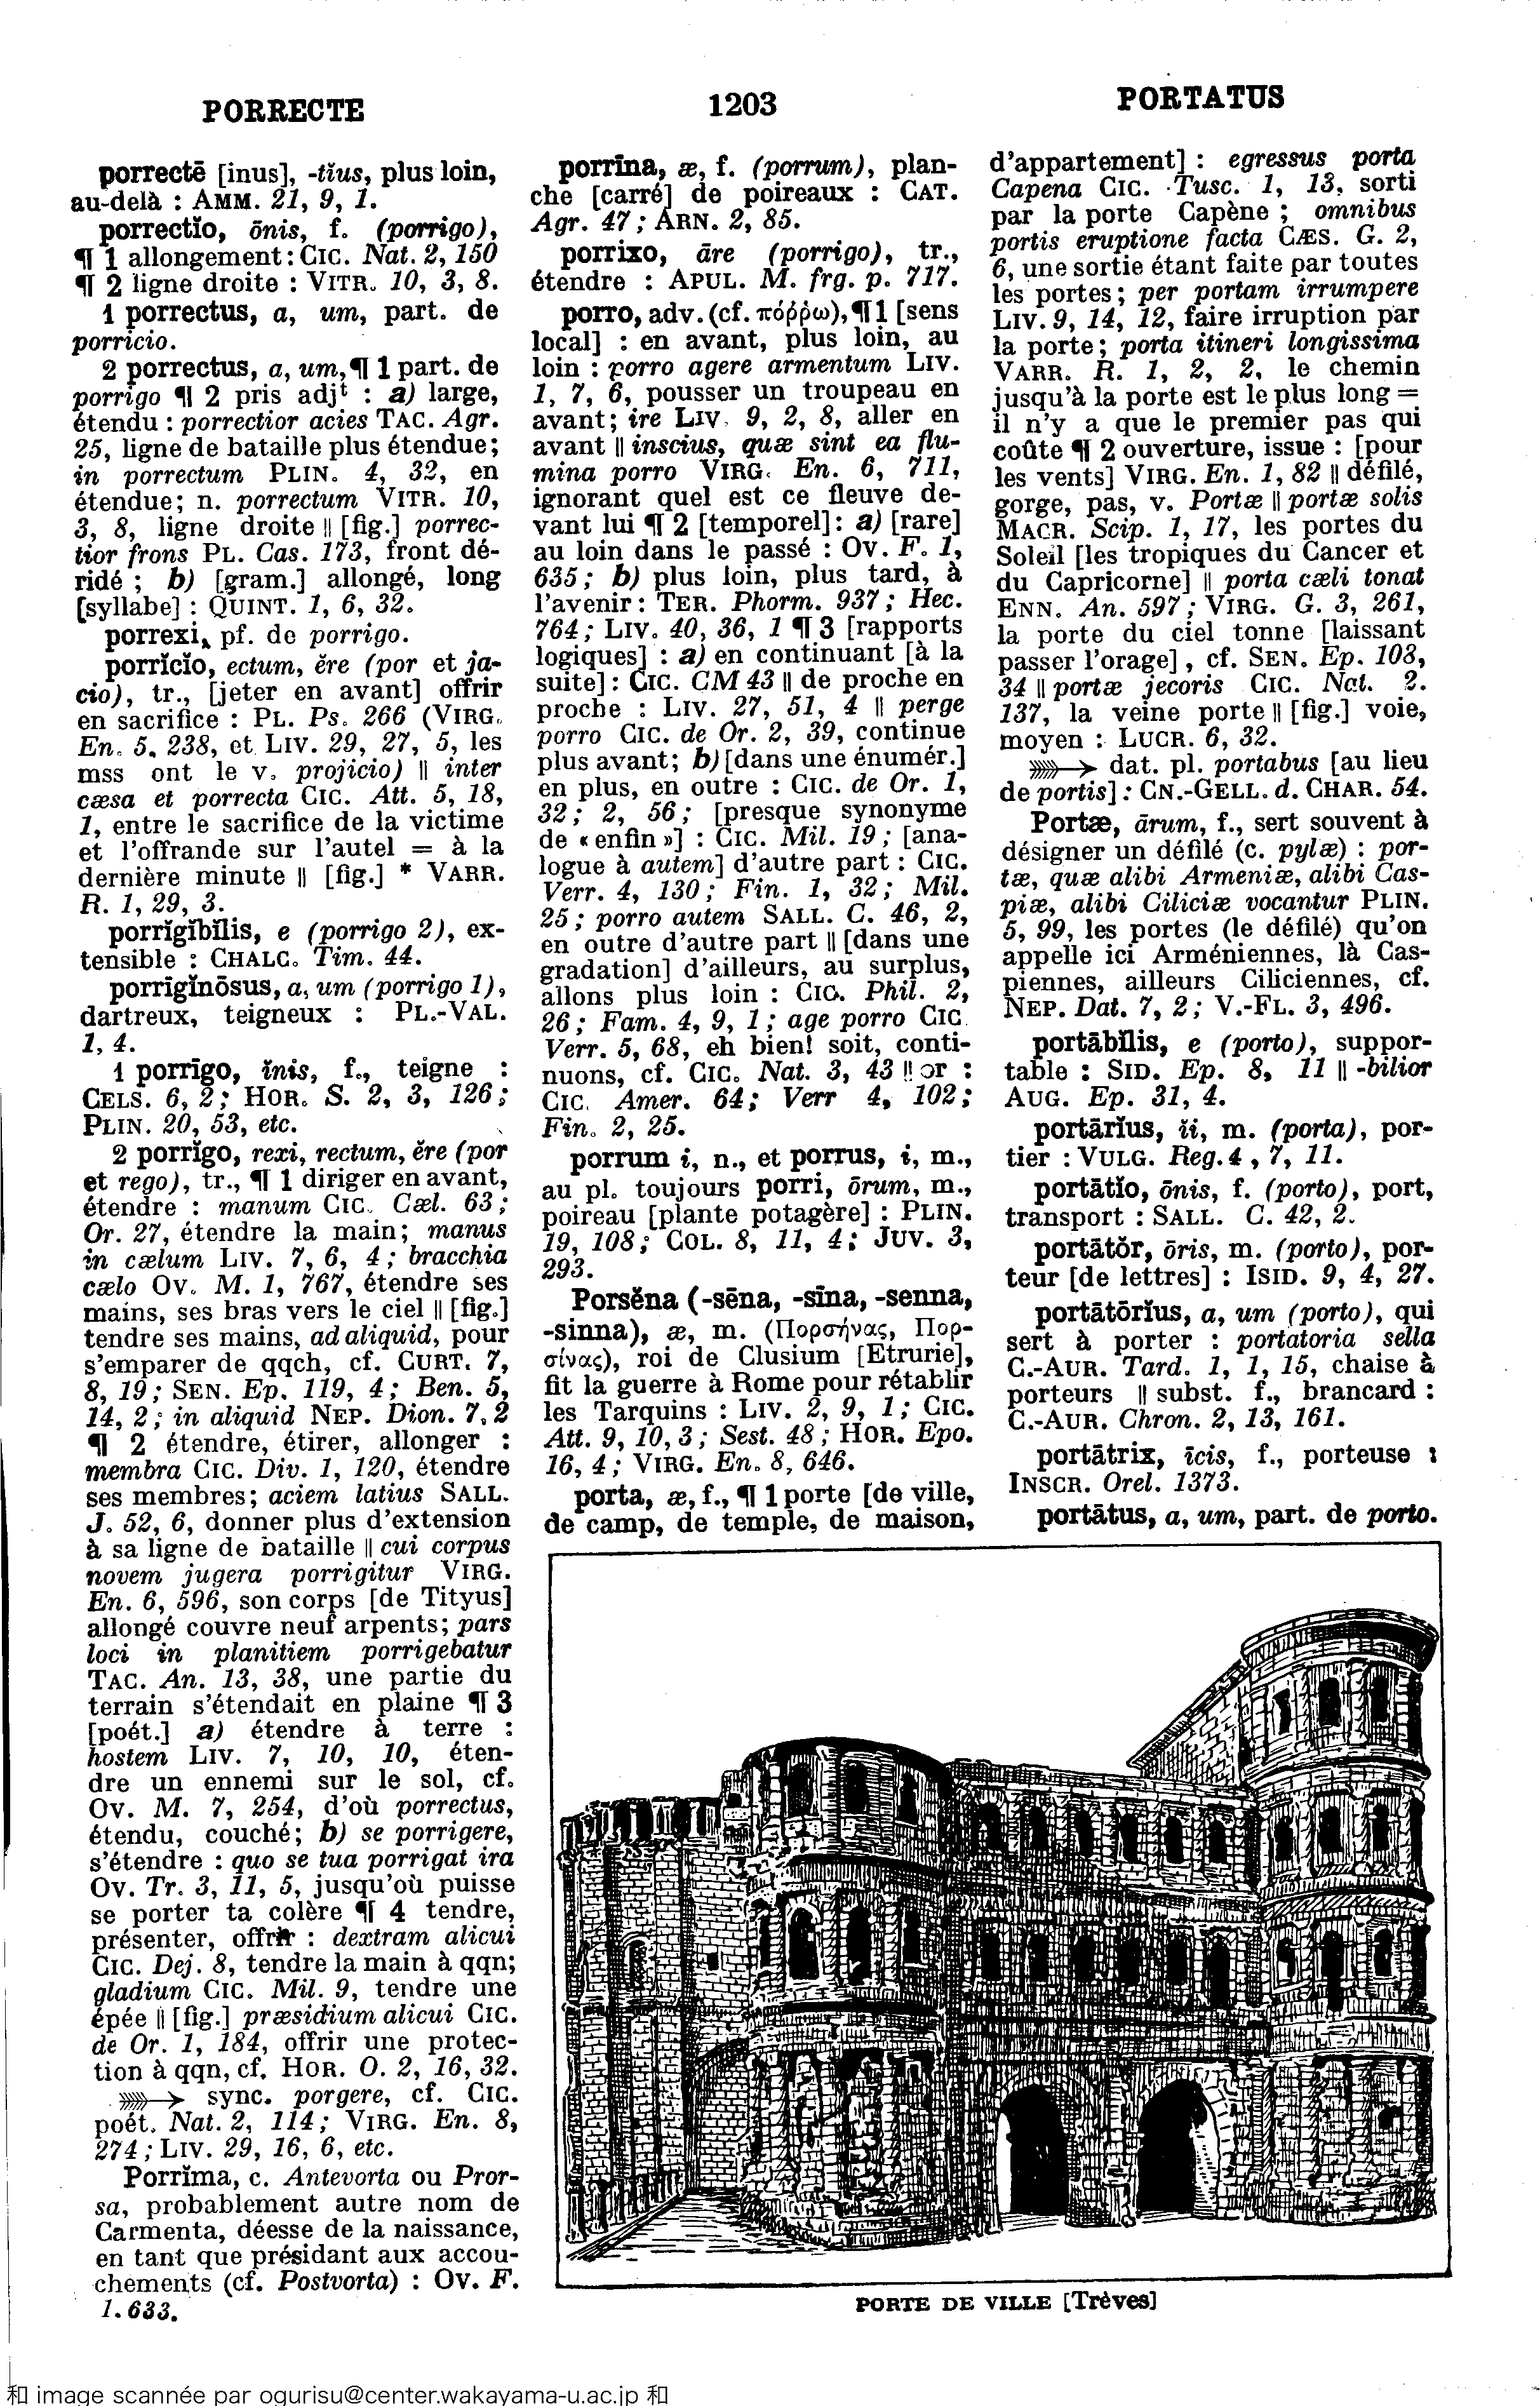 PORRECTE
1203
PORTATUS
porrectē [inus], -tĭus, plus loin,
au-delà : AMM. 21, 9, 1.
porrectĭo, ōnis, f. (porrigo),
¶ 1 allongement : CIC. Nat. 2, 150
¶ 2 ligne droite : VITR. 10, 3, 8.
1 porrectus, a, um, part. de
porricio.
2 porrectus, a, um, ¶ 1 part. de
porrigo ¶ 2 pris adjt : a) large,
étendu : porrectior acies TAC. Agr.
25, ligne de bataille plus étendue;
in porrectum PLIN. 4, 32, en
étendue; n. porrectum VITR. 10,
3, 8, ligne droite || [fig.] porrec-
tior frons PL. Cas. 173, front dé-
ridé ; b) [gram.] allongé, long
[syllabe] : QUINT. 1, 6, 32.
porrexi, pf. de porrigo.
porrĭcĭo, ectum, ĕre (por et ja-
cio), tr., [jeter en avant] offrir
en sacrifice : PL. Ps. 266 (VIRG.
En. 5, 238, et LIV. 29, 27, 5, les
mss ont le v. projicio) || inter
cæsa et porrecta CIC. Att. 5, 18,
1, entre le sacrifice de la victime
et l'offrande sur l'autel = à la
dernière minute || [fig.] * VARR.
R. 1, 29, 3.
porrĭgĭbĭlis, e (porrigo 2), ex-
tensible : CHALC. Tim. 44.
porrīgĭnōsus, a, um (porrigo 1),
dartreux, teigneux : PL.-VAL.
1, 4.
1 porrīgo, ĭnis, f., teigne :
CELS. 6, 2; HOR. S. 2, 3, 126;
PLIN. 20, 53, etc.
2 porrĭgo, rexi, rectum, ĕre (por
et rego), tr., ¶ 1 diriger en avant,
étendre : manum CIC. Cæl. 63;
Or. 27, étendre la main; manus
in cælum LIV. 7, 6, 4; bracchia
cælo OV. M. 1, 767, étendre ses
mains, ses bras vers le ciel || [fig.]
tendre ses mains, ad aliquid, pour
s'emparer de qqch, cf. CURT. 7,
8, 19; SEN. Ep. 119, 4; Ben. 5,
14, 2; in aliquid NEP. Dion. 7, 2
¶ 2 étendre, étirer, allonger :
membra CIC. Div. 1, 120, étendre
ses membres; aciem latius SALL.
J. 52, 6, donner plus d'extension
à sa ligne de bataille || cui corpus
novem jugera porrigitur VIRG.
En. 6, 596, son corps [de Tityus]
allongé couvre neuf arpents; pars
loci in planitiem porrigebatur
TAC. An. 13, 38, une partie du
terrain s'étendait en plaine ¶ 3
[poét.] a) étendre à terre :
hostem LIV. 7, 10, 10, éten-
dre un ennemi sur le sol, cf.
OV. M. 7, 254, d'où porrectus,
étendu, couché; b) se porrigere,
s'étendre : quo se tua porrigat ira
OV. Tr. 3, 11, 5, jusqu'où puisse
se porter ta colère ¶ 4 tendre,
présenter, offrir : dextram alicui
CIC. Dej. 8, tendre la main à qqn;
gladium CIC. Mil. 9, tendre une
épée || [fig.] præsidium alicui CIC.
de Or. 1, 184, offrir une protec-
tion à qqn, cf. HOR. O. 2, 16, 32.
sync. porgere, cf. CIC.
poét. Nat. 2, 114; VIRG. En. 8,
274; LIV. 29, 16, 6, etc.
Porrĭma, c. Antevorta ou Pror-
sa, probablement autre nom de
Carmenta, déesse de la naissance,
en tant que présidant aux accou-
chements (cf. Postvorta) : OV. F.
1, 633.
porrīna, æ, f. (porrum), plan-
che [carré] de poireaux : CAT.
Agr. 47; ARN. 2, 85.
porrixo, āre (porrigo), tr.,
étendre : APUL. M. frg. p. 717.
porro, adv. (cf. πόῤῥω), ¶ 1 [sens
local] : en avant, plus loin, au
loin : porro agere armentum LIV.
1, 7, 6, pousser un troupeau en
avant; ire LIV. 9, 2, 8, aller en
avant || inscius, quæ sint ea flu-
mina porro VIRG. En. 6, 711,
ignorant quel est ce fleuve de-
vant lui ¶ 2 [temporel] : a) [rare]
au loin dans le passé : OV. F. 1,
635; b) plus loin, plus tard, à
l'avenir : TER. Phorm. 937; Hec.
764; LIV. 40, 36, 1 ¶ 3 [rapports
logiques] : a) en continuant [à la
suite] : CIC. CM 43 || de proche en
proche : LIV. 27, 51, 4 || perge
porro CIC. de Or. 2, 39, continue
plus avant; b) [dans une énumér.]
en plus, en outre : CIC. de Or. 1,
32; 2, 56; [presque synonyme
de « enfin »] : CIC. Mil. 19; [ana-
logue à autem] d'autre part : CIC.
Verr. 4, 130; Fin. 1, 32; Mil.
25; porro autem SALL. C. 46, 2,
en outre d'autre part || [dans une
gradation] d'ailleurs, au surplus,
allons plus loin : CIC. Phil. 2,
26; Fam. 4, 9, 1; age porro CIC.
Verr. 5, 68, eh bien! soit, conti-
nuons, cf. CIC. Nat. 3, 43 || or :
CIC. Amer. 64; Verr 4, 102;
Fin. 2, 25.
porrum i, n., et porrus, i, m.,
au pl. toujours porri, ōrum, m.,
poireau [plante potagère] : PLIN.
19, 108; COL. 8, 11, 4; JUV. 3,
293.
Porsĕna (-sēna, -sīna, -senna,
-sinna), æ, m. (Πορσήνας, Πορ-
σίνας), roi de Clusium [Etrurie],
fit la guerre à Rome pour rétablir
les Tarquins : LIV. 2, 9, 1; CIC.
Att. 9, 10, 3; Sest. 48; HOR. Epo.
16, 4; VIRG. En. 8, 646.
porta, æ, f., ¶ 1 porte [de ville,
de camp, de temple, de maison,
d'appartement] : egressus porta
Capena CIC. Tusc. 1, 13, sorti
par la porte Capène ; omnibus
portis eruptione facta CÆS. G. 2,
6, une sortie étant faite par toutes
les portes; per portam irrumpere
LIV. 9, 14, 12, faire irruption par
la porte; porta itineri longissima
VARR. R. 1, 2, 2, le chemin
jusqu'à la porte est le plus long =
il n'y a que le premier pas qui
coûte ¶ 2 ouverture, issue : [pour
les vents] VIRG. En. 1, 82 || défilé,
gorge, pas, v. Portæ || portæ solis
MACR. Scip. 1, 17, les portes du
Soleil [les tropiques du Cancer et
du Capricorne] || porta cæli tonat
ENN. An. 597; VIRG. G. 3, 261,
la porte du ciel tonne [laissant
passer l'orage], cf. SEN. Ep. 108,
34 || portæ jecoris CIC. Nat. 2.
137, la veine porte || [fig.] voie,
moyen : LUCR. 6, 32.
dat. pl. portabus [au lieu
de portis] : CN.-GELL. d. CHAR. 54.
Portæ, ārum, f., sert souvent à
désigner un défilé (c. pylæ) : por-
tæ, quæ alibi Armeniæ, alibi Cas-
piæ, alibi Ciliciæ vocantur PLIN.
5, 99, les portes (le défilé) qu'on
appelle ici Arméniennes, là Cas-
piennes, ailleurs Ciliciennes, cf.
NEP. Dat. 7, 2; V.-FL. 3, 496.
portābĭlis, e (porto), suppor-
table : SID. Ep. 8, 11 || -bilior
AUG. Ep. 31, 4.
portārĭus, ĭi, m. (porta), por-
tier : VULG. Reg. 4, 7, 11.
portātĭo, ōnis, f. (porto), port,
transport : SALL. C. 42, 2.
portātŏr, ōris, m. (porto), por-
teur [de lettres] : ISID. 9, 4, 27.
portātōrĭus, a, um (porto), qui
sert à porter : portatoria sella
C.-AUR. Tard. 1, 1, 15, chaise à
porteurs || subst. f., brancard :
C.-AUR. Chron. 2, 13, 161.
portātrix, īcis, f., porteuse :
INSCR. Orel. 1373.
portātus, a, um, part. de porto.
PORTE DE VILLE [Trèves]
和 image scannée par ogurisu@center.wakayama-u.ac.jp 和